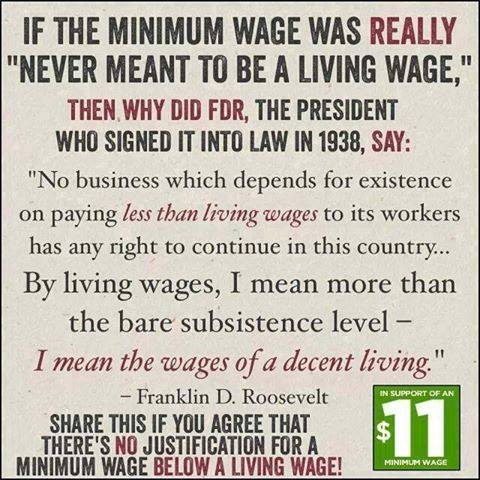 IF THE MINIMUM WAGE WAS REALLY
"NEVER MEANT TO BE A LIVING WAGE,"
THEN WHY DID FDR, THE PRESIDENT
WHO SIGNED IT INTO LAW IN 1938, SAY:
"No business which depends for existence
on paying less than living wages to its workers
has any right to continue in this country...
By living wages, I mean more than
the bare subsistence level –
I mean the wages of a decent living."
– Franklin D. Roosevelt
SHARE THIS IF YOU AGREE THAT
THERE'S NO JUSTIFICATION FOR A
MINIMUM WAGE BELOW A LIVING WAGE!
IN SUPPORT OF AN
$11
MINIMUM WAGE